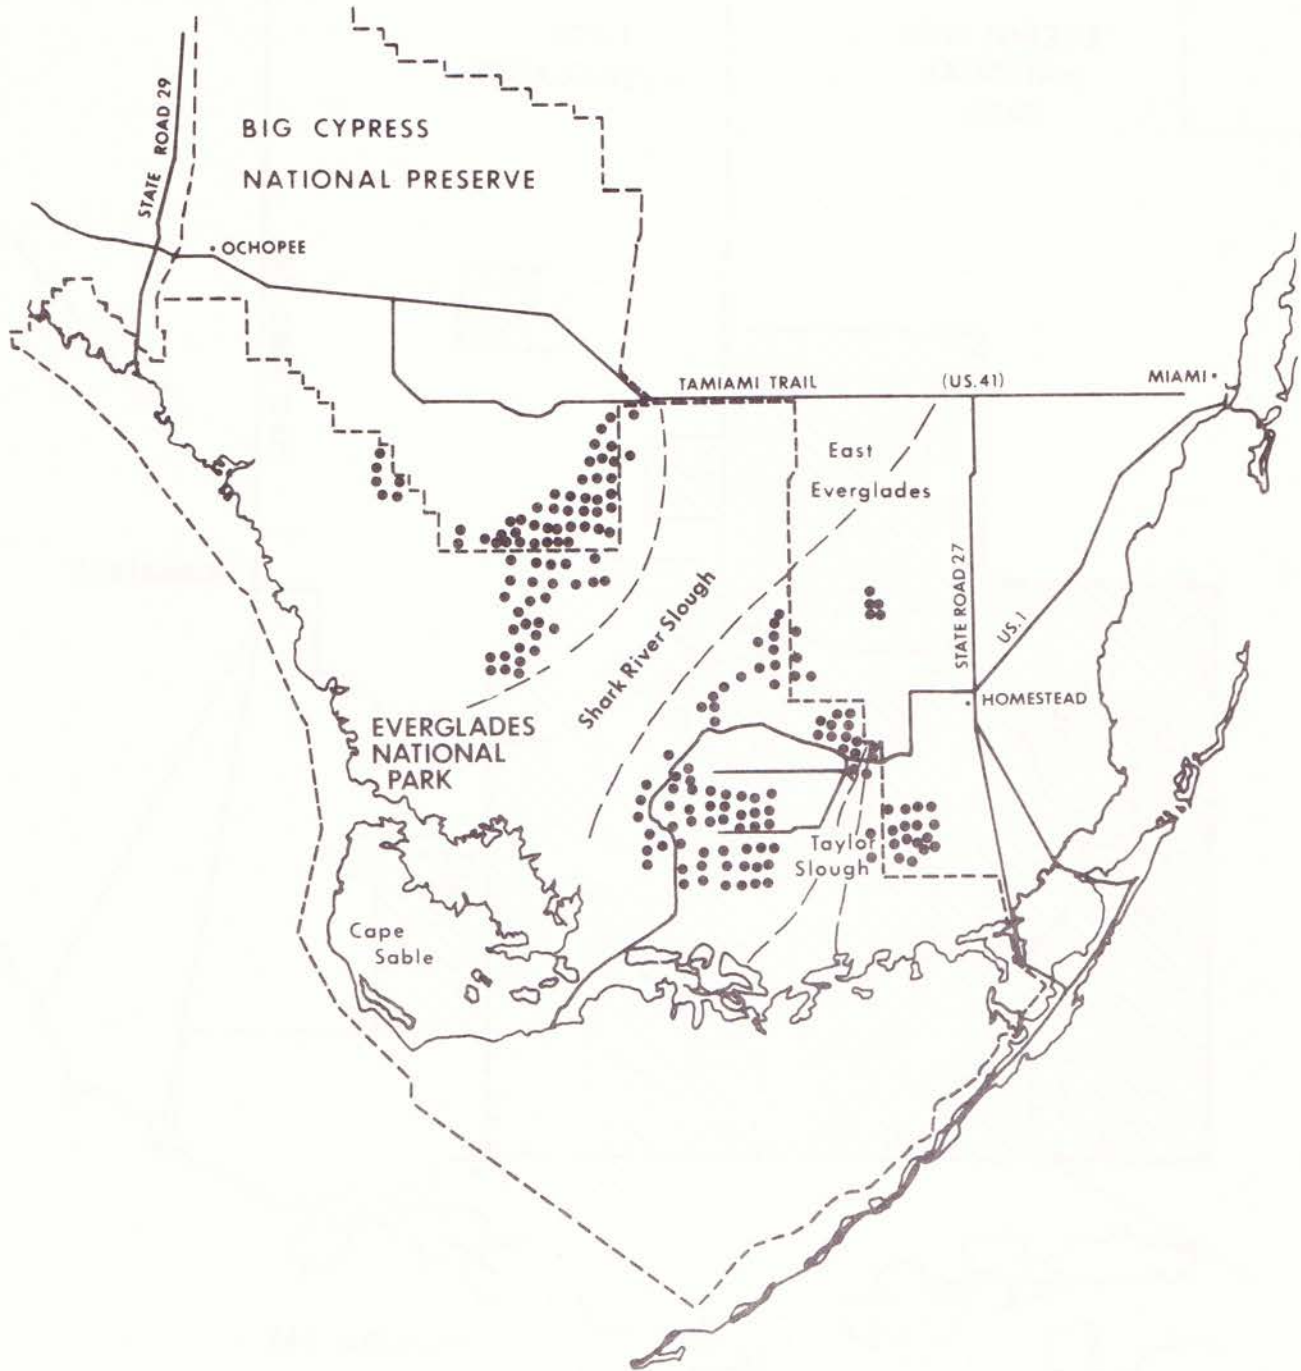 STATE ROAD 29
BIG CYPRESS
NATIONAL PRESERVE
OCHOPEE
TAMIAMI TRAIL
(US.41)
MIAMI
East
Everglades
STATE ROAD 27
US.1
Shark River Slough
HOMESTEAD
EVERGLADES
NATIONAL
PARK
Taylor
Slough
Cape
Sable